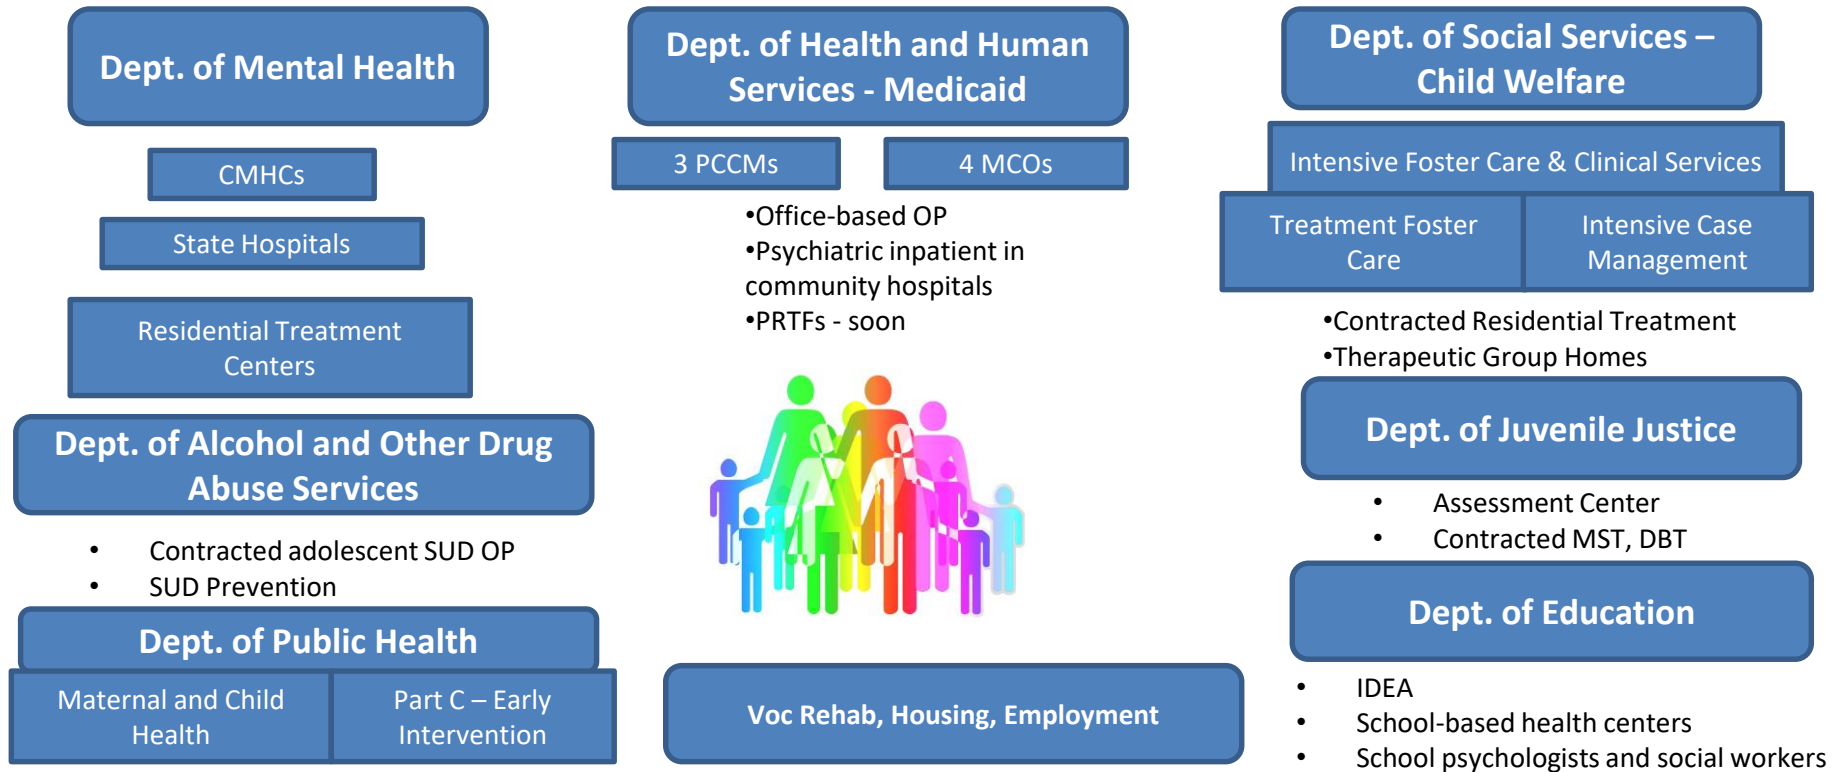 Dept. of Mental Health
CMHCs
State Hospitals
Residential Treatment
Centers
Dept. of Alcohol and Other Drug
Abuse Services
• Contracted adolescent SUD OP
• SUD Prevention
Dept. of Public Health
Maternal and Child
Health
Part C – Early
Intervention
Dept. of Health and Human
Services - Medicaid
3 PCCMs
4 MCOs
•Office-based OP
•Psychiatric inpatient in
community hospitals
•PRTFs - soon
Voc Rehab, Housing, Employment
Dept. of Social Services –
Child Welfare
Intensive Foster Care & Clinical Services
Treatment Foster
Care
Intensive Case
Management
•Contracted Residential Treatment
•Therapeutic Group Homes
Dept. of Juvenile Justice
• Assessment Center
• Contracted MST, DBT
Dept. of Education
• IDEA
• School-based health centers
• School psychologists and social workers